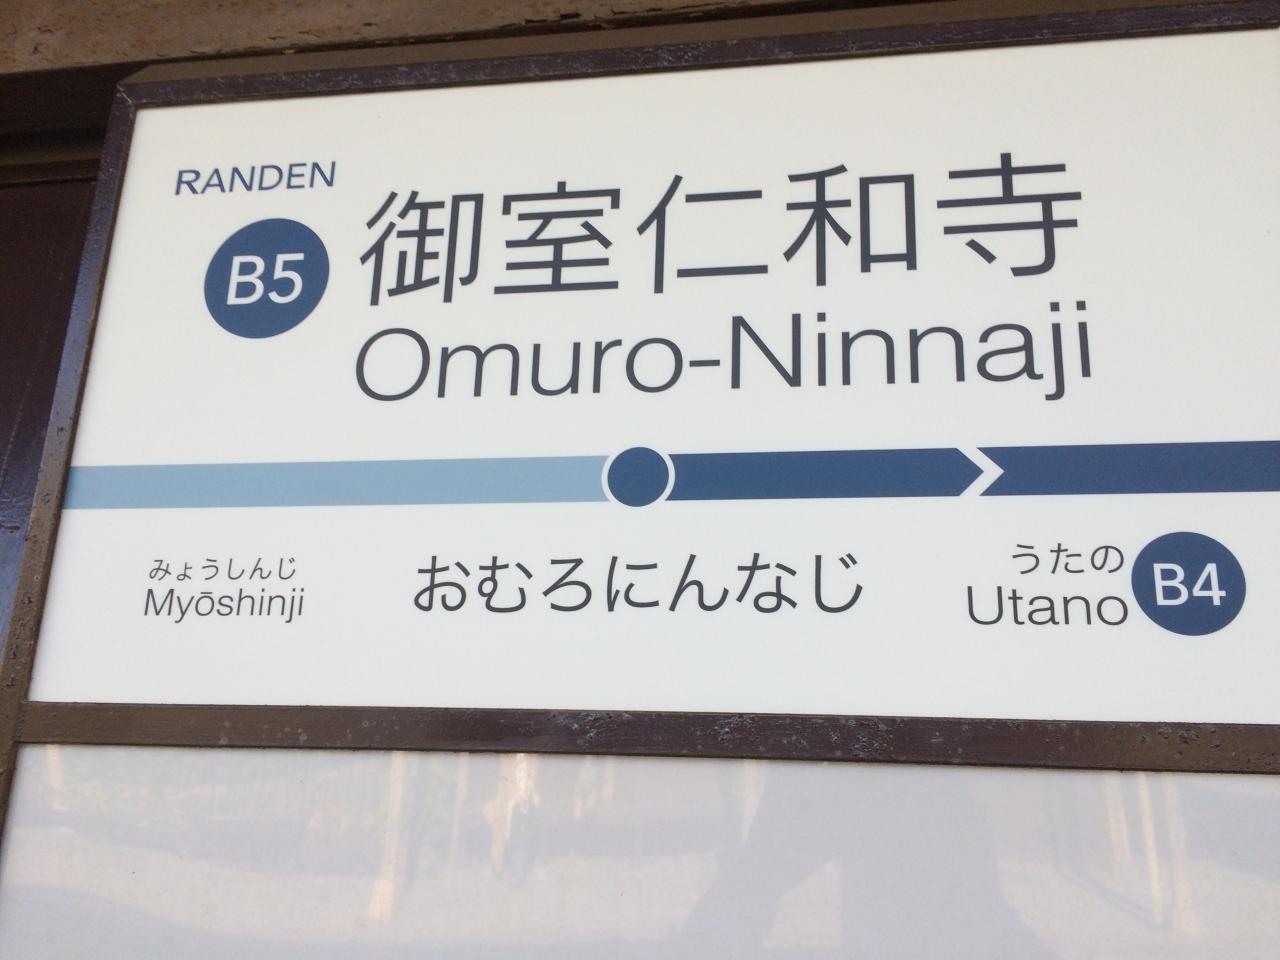 RANDEN
B5
御室仁和寺
Omuro-Ninnaji
みょうしんじ
Myōshinji
おむろにんなじ
うたの
Utano
B4